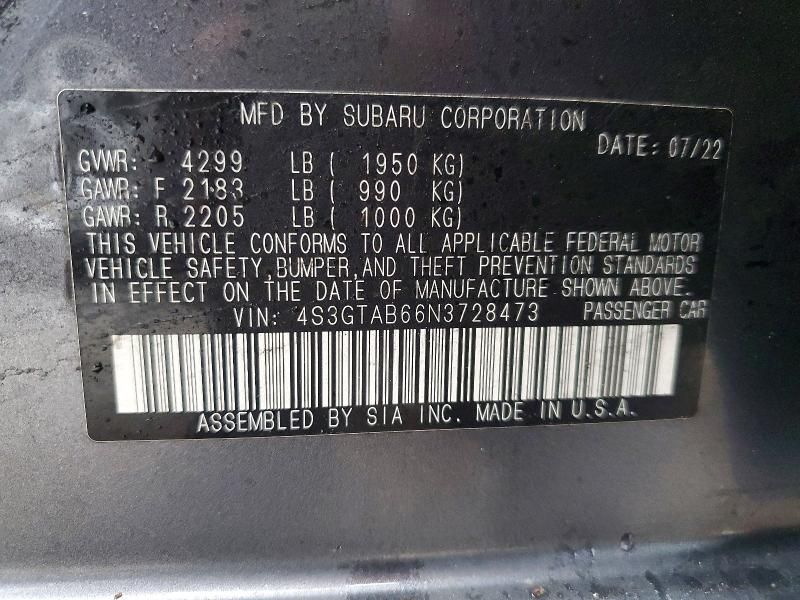 MFD BY SUBARU CORPORATION
DATE: 07/22
GVWR: 4299 LB ( 1950 KG)
GAWR: F 2183 LB ( 990 KG)
GAWR: R 2205 LB ( 1000 KG)
THIS VEHICLE CONFORMS TO ALL APPLICABLE FEDERAL MOTOR
VEHICLE SAFETY, BUMPER, AND THEFT PREVENTION STANDARDS
IN EFFECT ON THE DATE OF MANUFACTURE SHOWN ABOVE.
VIN: 4S3GTAB66N3728473 PASSENGER CAR
ASSEMBLED BY SIA INC. MADE IN U.S.A.